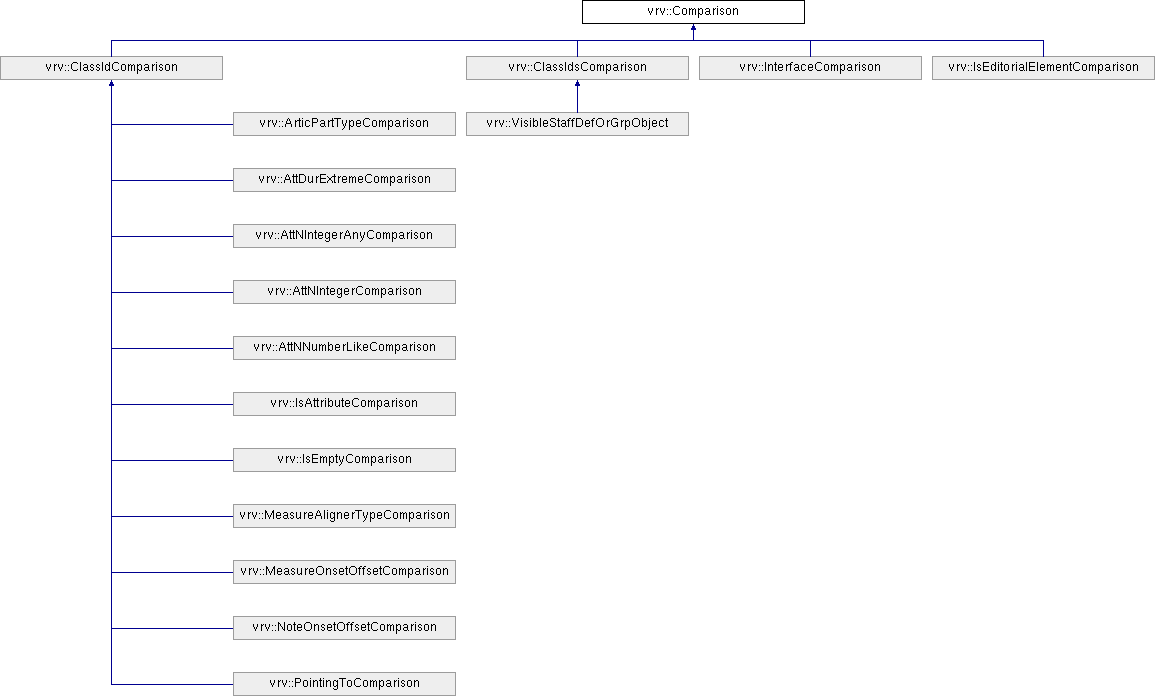 vrv::Comparison
vrv::ClassIdComparison
vrv::ClassIdsComparison
vrv::InterfaceComparison
vrv::IsEditorialElementComparison
vrv::ArticPartTypeComparison
vrv::VisibleStaffDefOrGrpObject
vrv::AttDurExtremeComparison
vrv::AttNIntegerAnyComparison
vrv::AttNIntegerComparison
vrv::AttNNumberLikeComparison
vrv::IsAttributeComparison
vrv::IsEmptyComparison
vrv::MeasureAlignerTypeComparison
vrv::MeasureOnsetOffsetComparison
vrv::NoteOnsetOffsetComparison
vrv::PointingToComparison